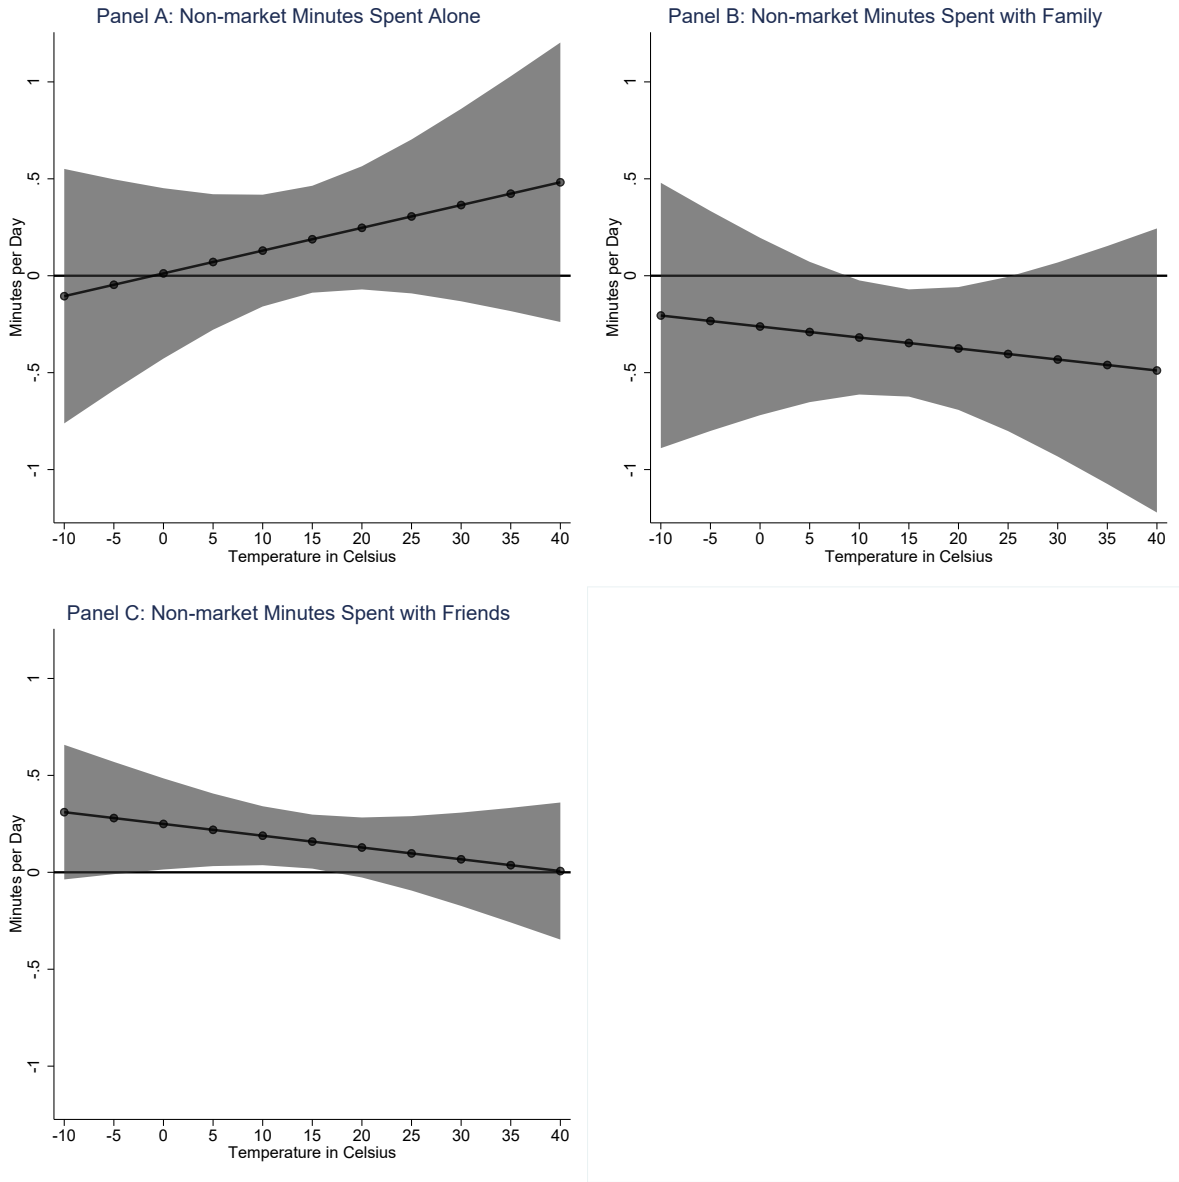 Panel A: Non-market Minutes Spent Alone
Minutes per Day
1
.5
0
-.5
-1
-10 -5 0 5 10 15 20 25 30 35 40
Temperature in Celsius
Panel B: Non-market Minutes Spent with Family
Minutes per Day
1
.5
0
-.5
-1
-10 -5 0 5 10 15 20 25 30 35 40
Temperature in Celsius
Panel C: Non-market Minutes Spent with Friends
Minutes per Day
1
.5
0
-.5
-1
-10 -5 0 5 10 15 20 25 30 35 40
Temperature in Celsius